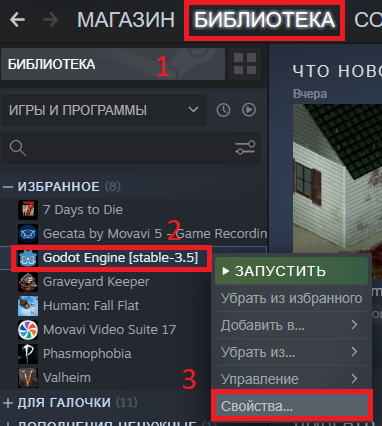 МАГАЗИН БИБЛИОТЕКА СО
1
БИБЛИОТЕКА
ЧТО НОВО
Вчера
ИГРЫ И ПРОГРАММЫ
— ИЗБРАННОЕ (8)
7 Days to Die
2
Gecata by Movavi 5 – Game Recordin
Godot Engine [stable-3.5]
ЗАПУСТИТЬ
Graveyard Keeper
Убрать из избранного
Human: Fall Flat
Добавить в...
Movavi Video Suite 17
Убрать из...
Phasmophobia
3
Управление
Valheim
Свойства...
+ ДЛЯ ГАЛОЧКИ (11)